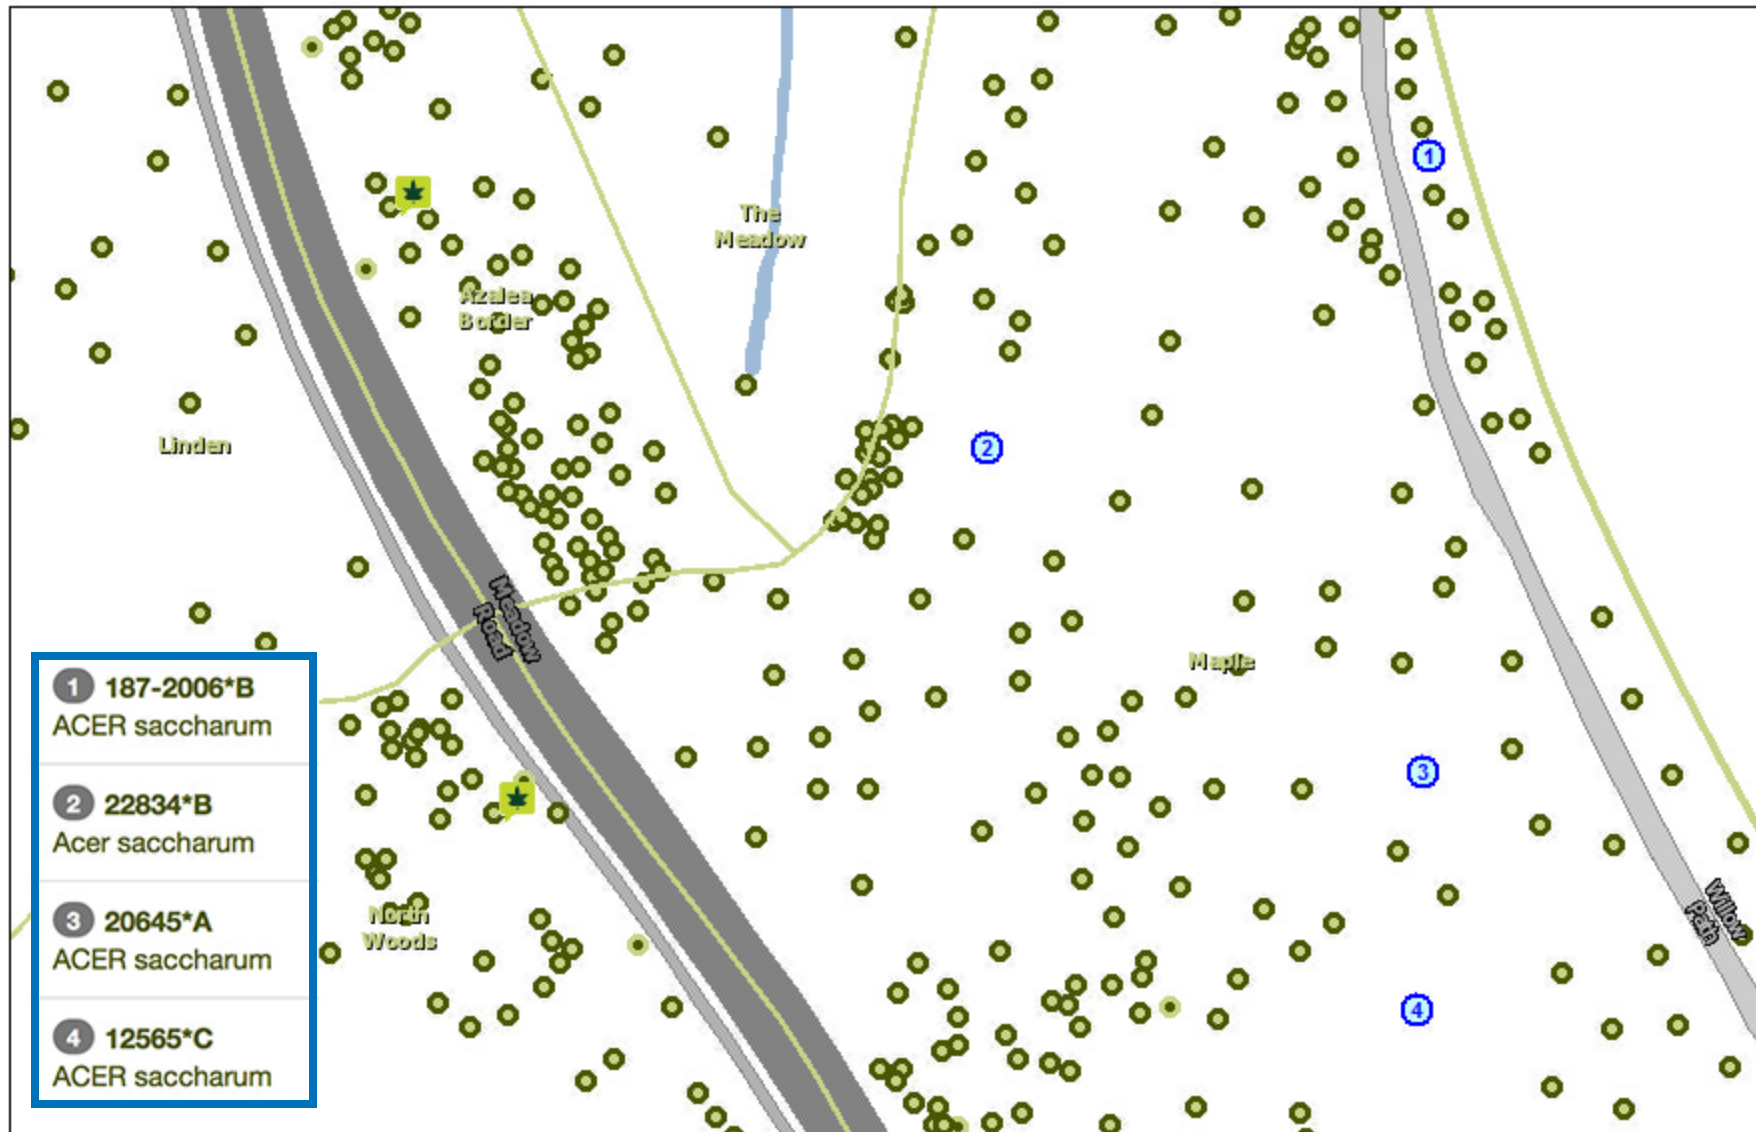 1
The
Meadow
Azalea
Border
Linden
2
Meadow
Road
Maple
1 187-2006*B
ACER saccharum
2 22834*B
Acer saccharum
3 20645*A
ACER saccharum
4 12565*C
ACER saccharum
3
North
Woods
Willow
Path
4